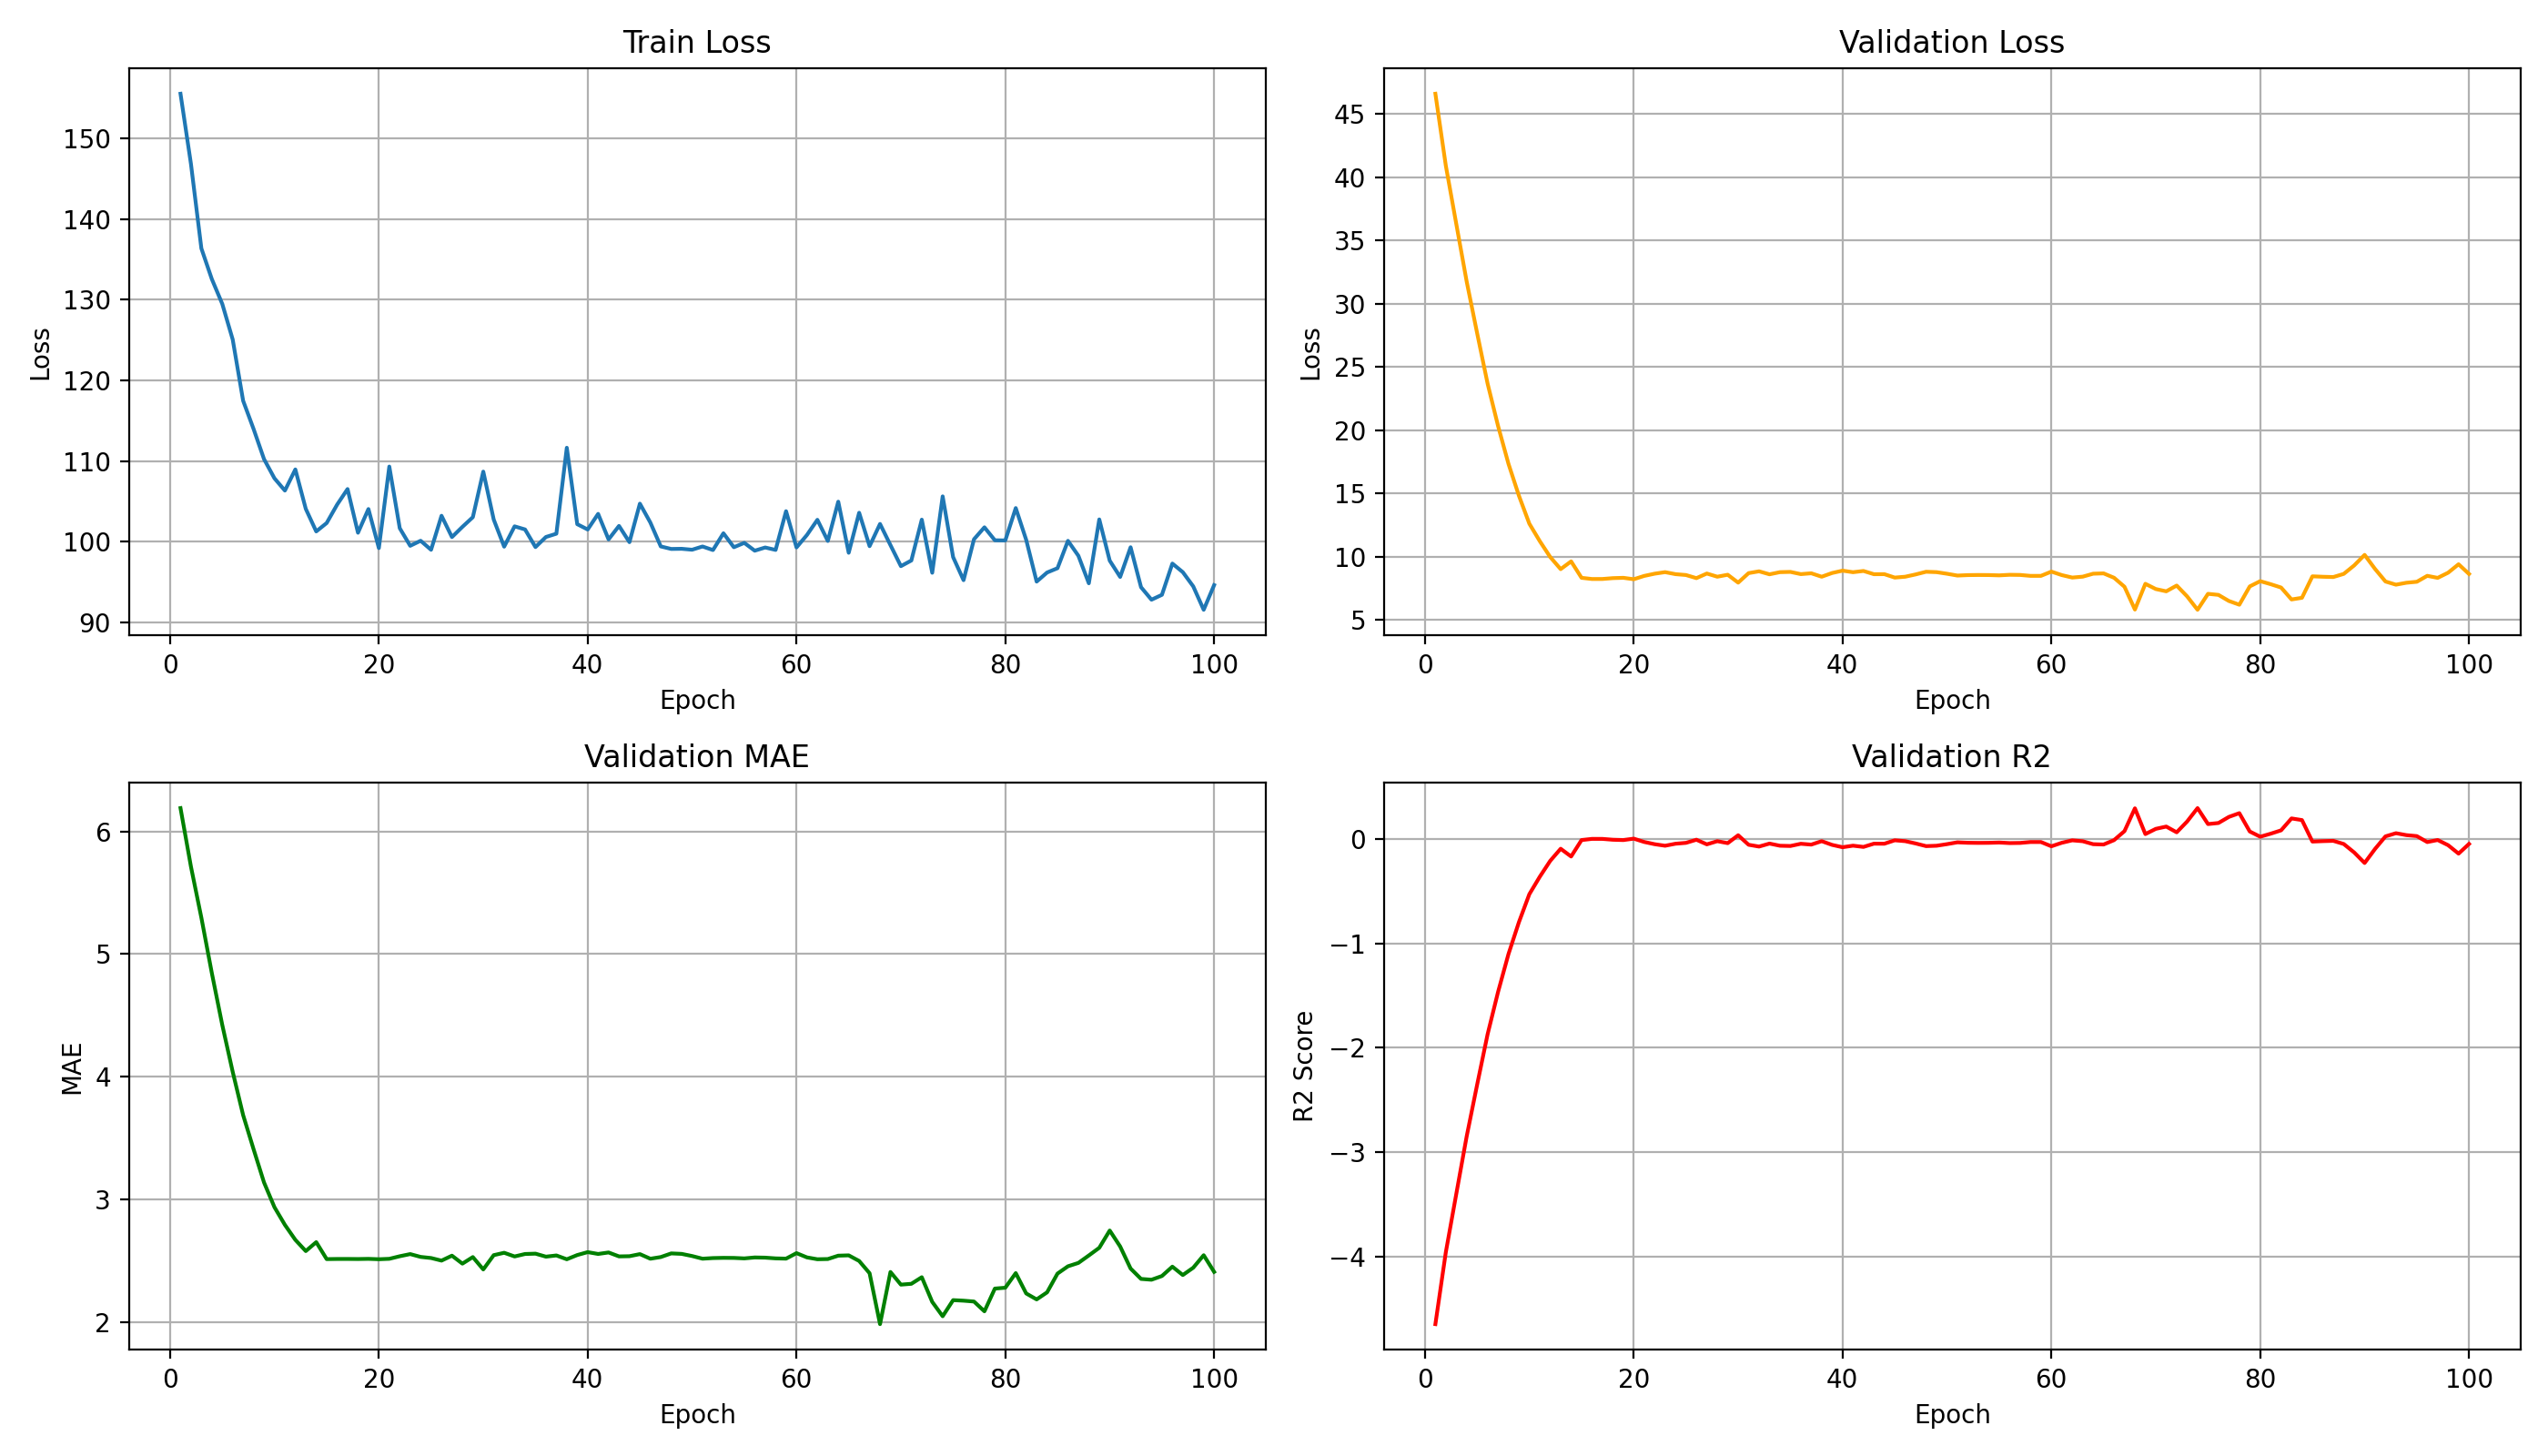 Train Loss
Loss
150
140
130
120
110
100
90
0 20 40 60 80 100
Epoch
Validation Loss
Loss
45
40
35
30
25
20
15
10
5
0 20 40 60 80 100
Epoch
Validation MAE
MAE
6
5
4
3
2
0 20 40 60 80 100
Epoch
Validation R2
R2 Score
0
−1
−2
−3
−4
0 20 40 60 80 100
Epoch